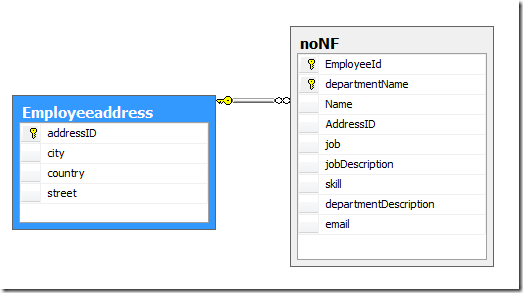 Employeeaddress
addressID
city
country
street
noNF
EmployeeId
departmentName
Name
AddressID
job
jobDescription
skill
departmentDescription
email